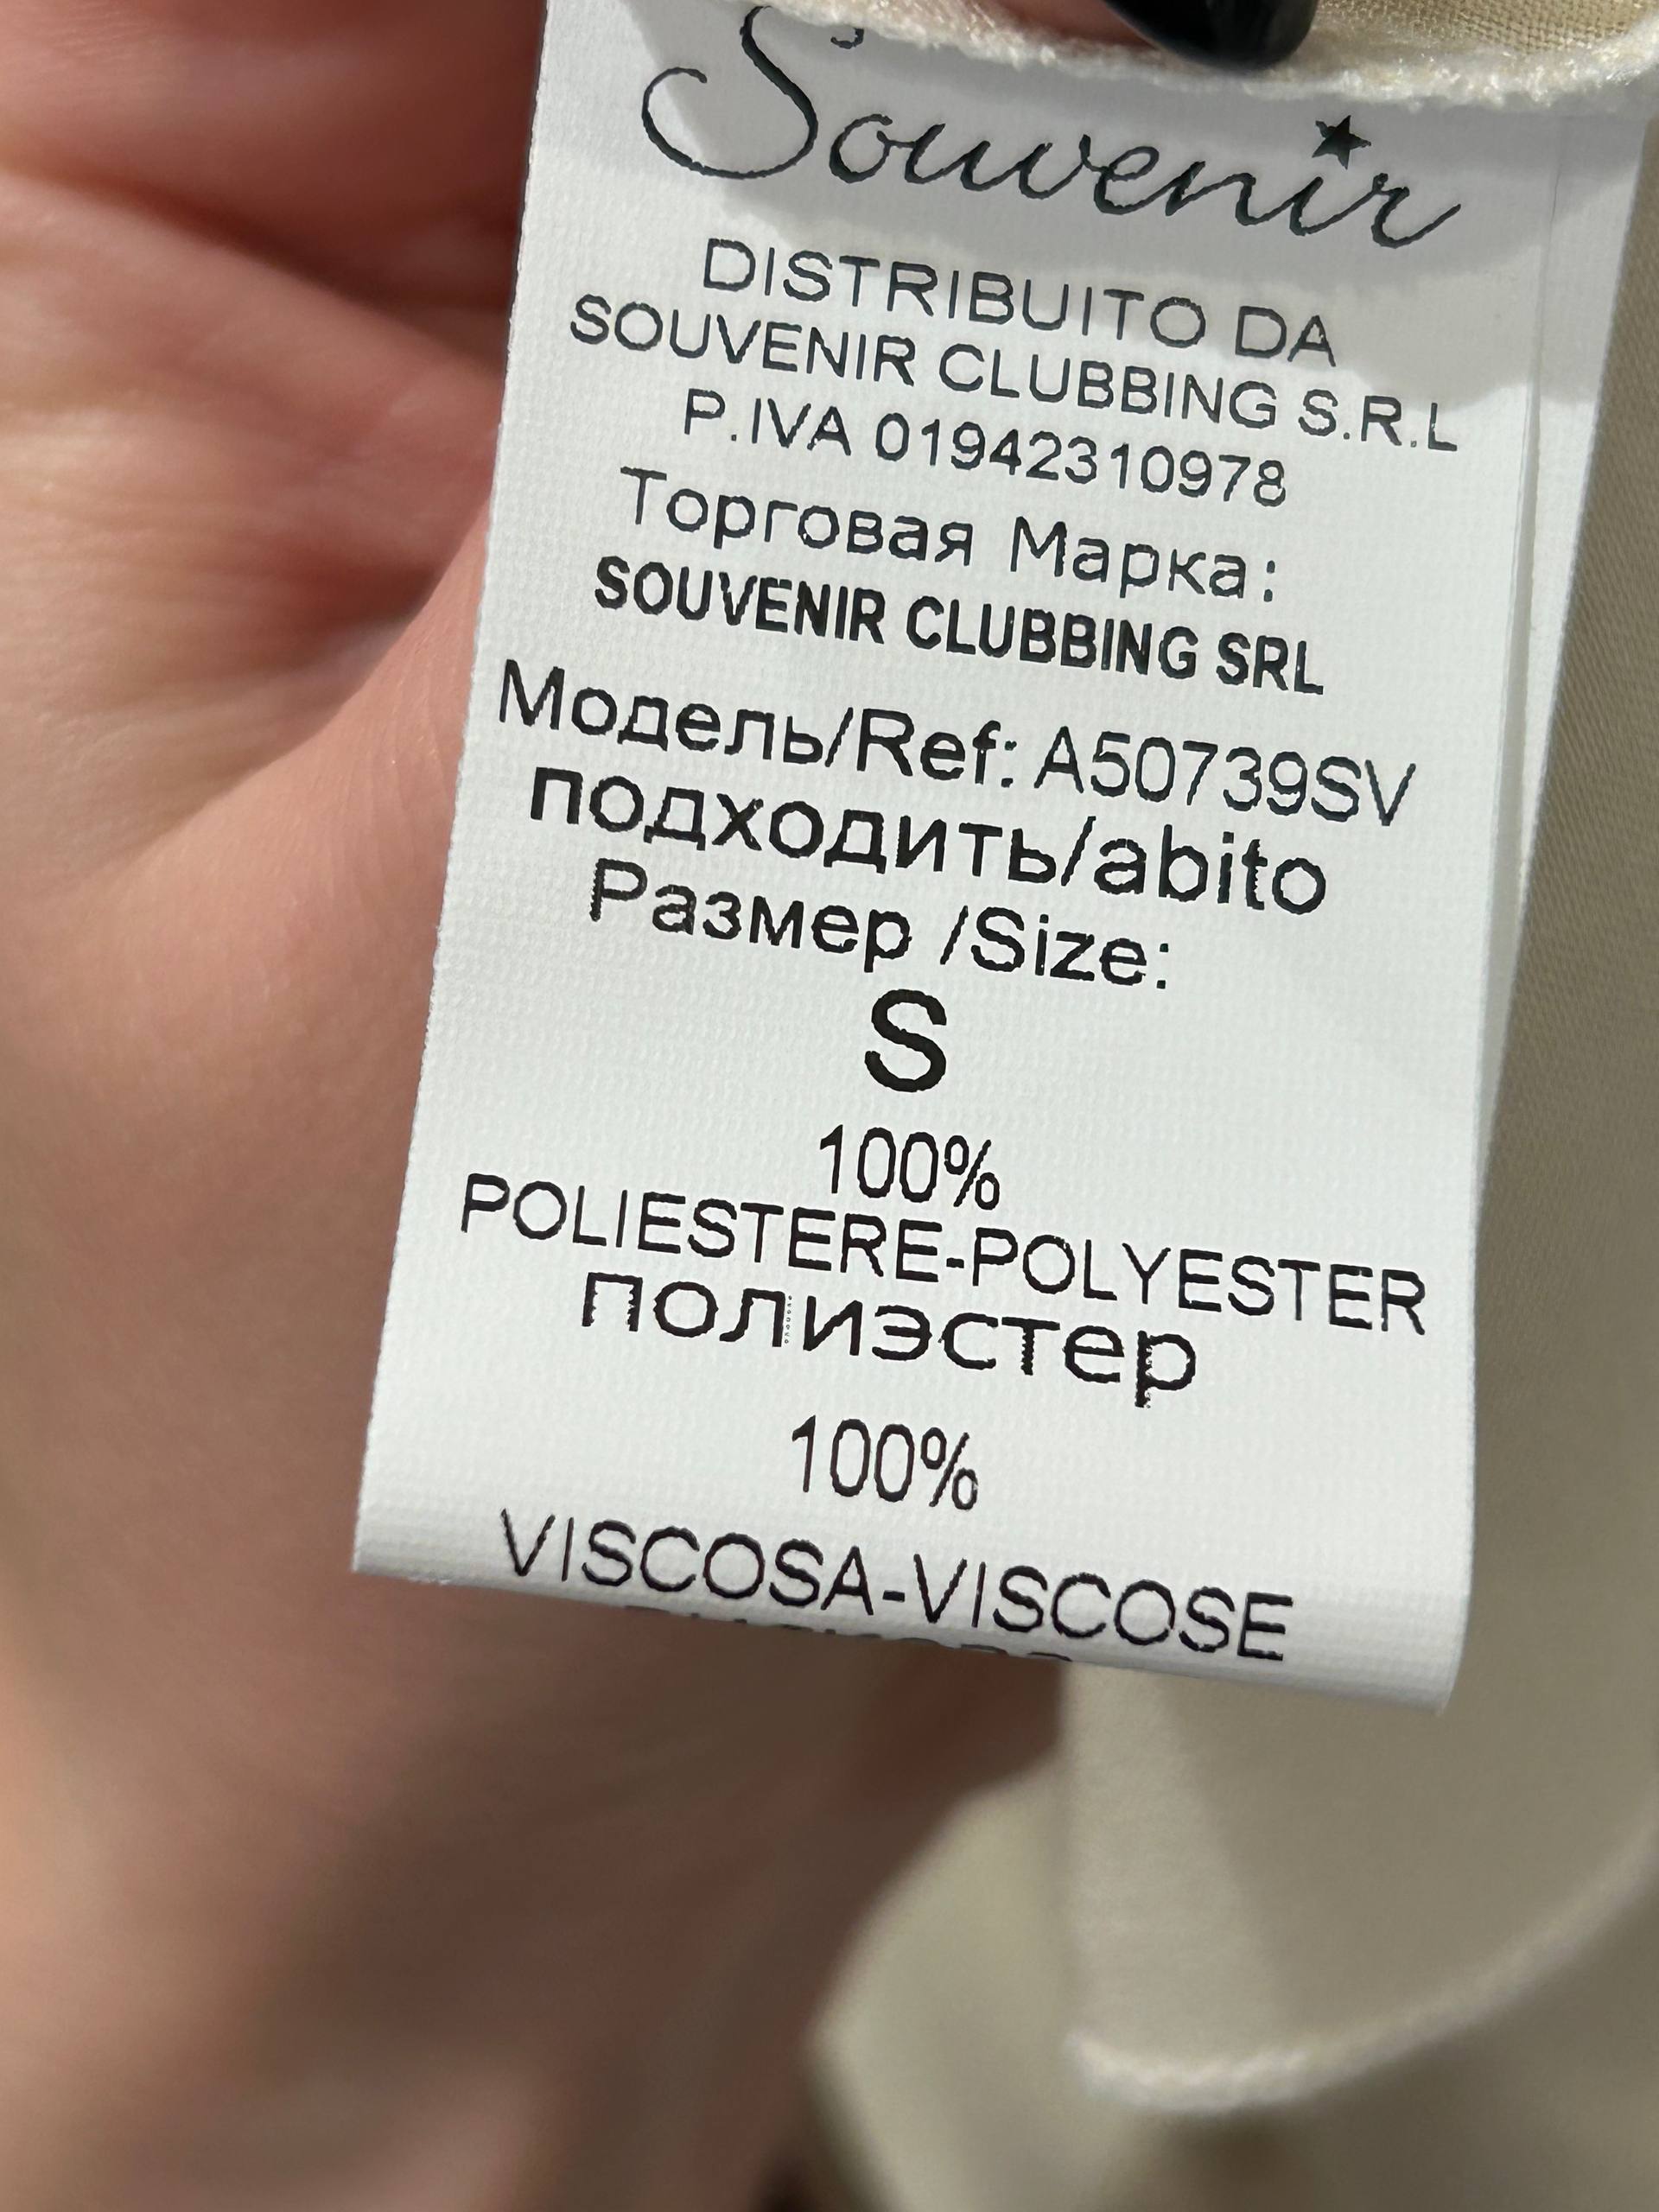 Souvenir
DISTRIBUITO DA
SOUVENIR CLUBBING S.R.L
P.IVA 01942310978
Торговая Марка:
SOUVENIR CLUBBING SRL
Модель/Ref: A50739SV
подходить/abito
Размер /Size:
S
100%
POLIESTERE-POLYESTER
полиэстер
100%
VISCOSA-VISCOSE